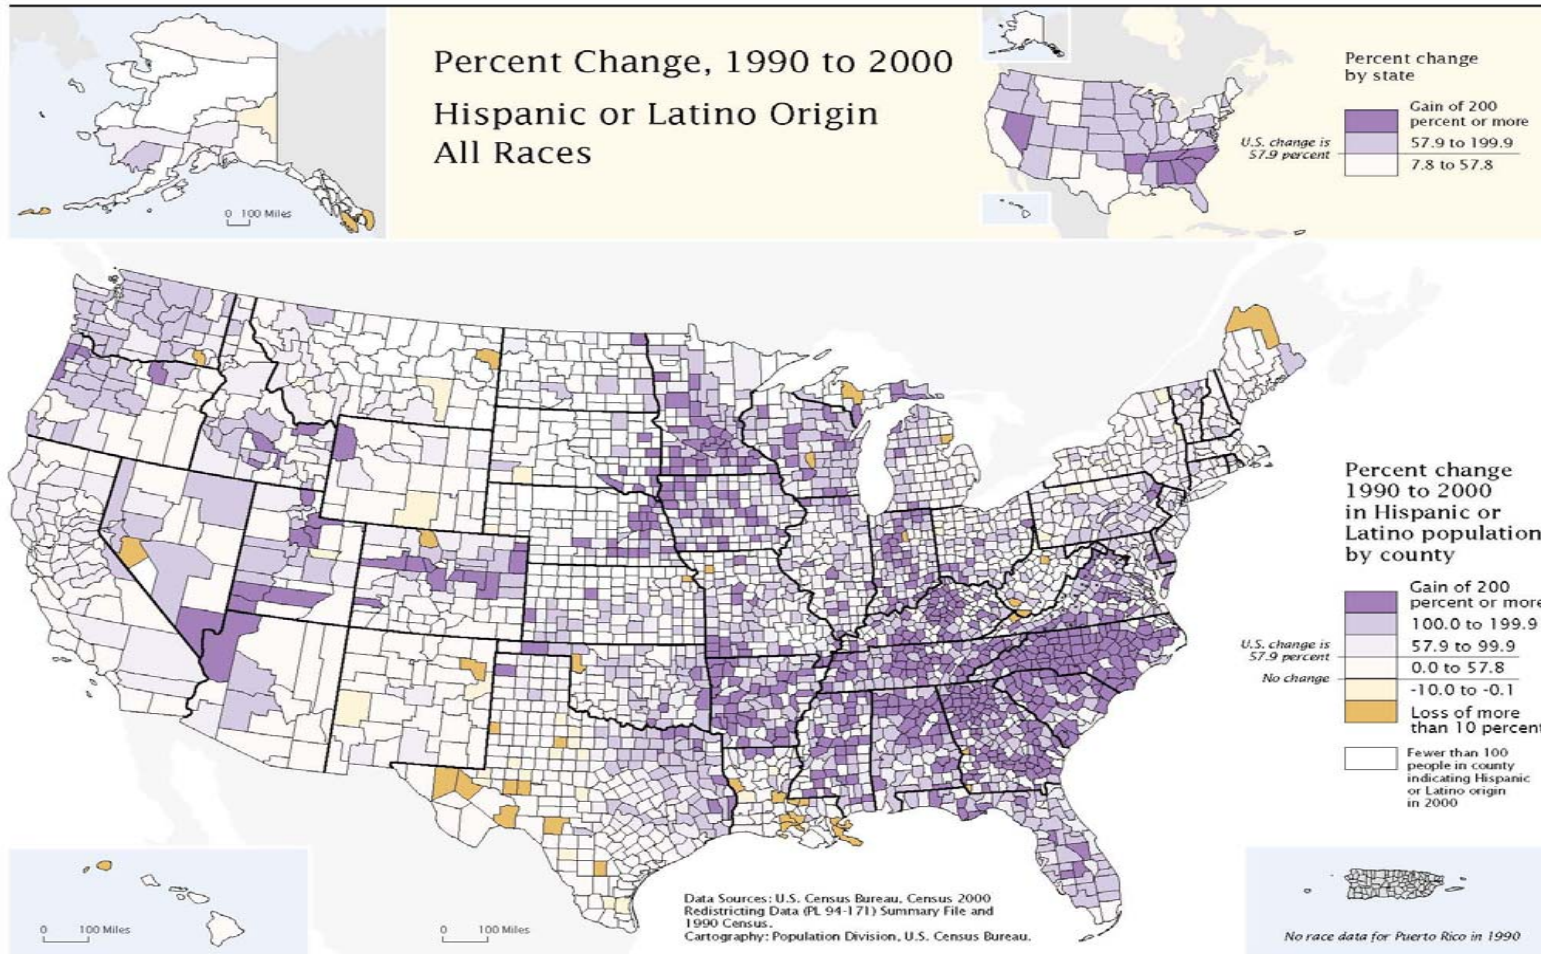 Percent Change, 1990 to 2000
Hispanic or Latino Origin
All Races
0 100 Miles
Percent change
by state
Gain of 200
percent or more
U.S. change is
57.9 percent
57.9 to 199.9
7.8 to 57.8
Percent change
1990 to 2000
in Hispanic or
Latino population
by county
Gain of 200
percent or more
100.0 to 199.9
U.S. change is
57.9 percent
57.9 to 99.9
0.0 to 57.8
No change
-10.0 to -0.1
Loss of more
than 10 percent
Fewer than 100
people in county
indicating Hispanic
or Latino origin
in 2000
0 100 Miles
0 100 Miles
Data Sources: U.S. Census Bureau, Census 2000
Redistricting Data (PL 94-171) Summary File and
1990 Census.
Cartography: Population Division, U.S. Census Bureau.
No race data for Puerto Rico in 1990